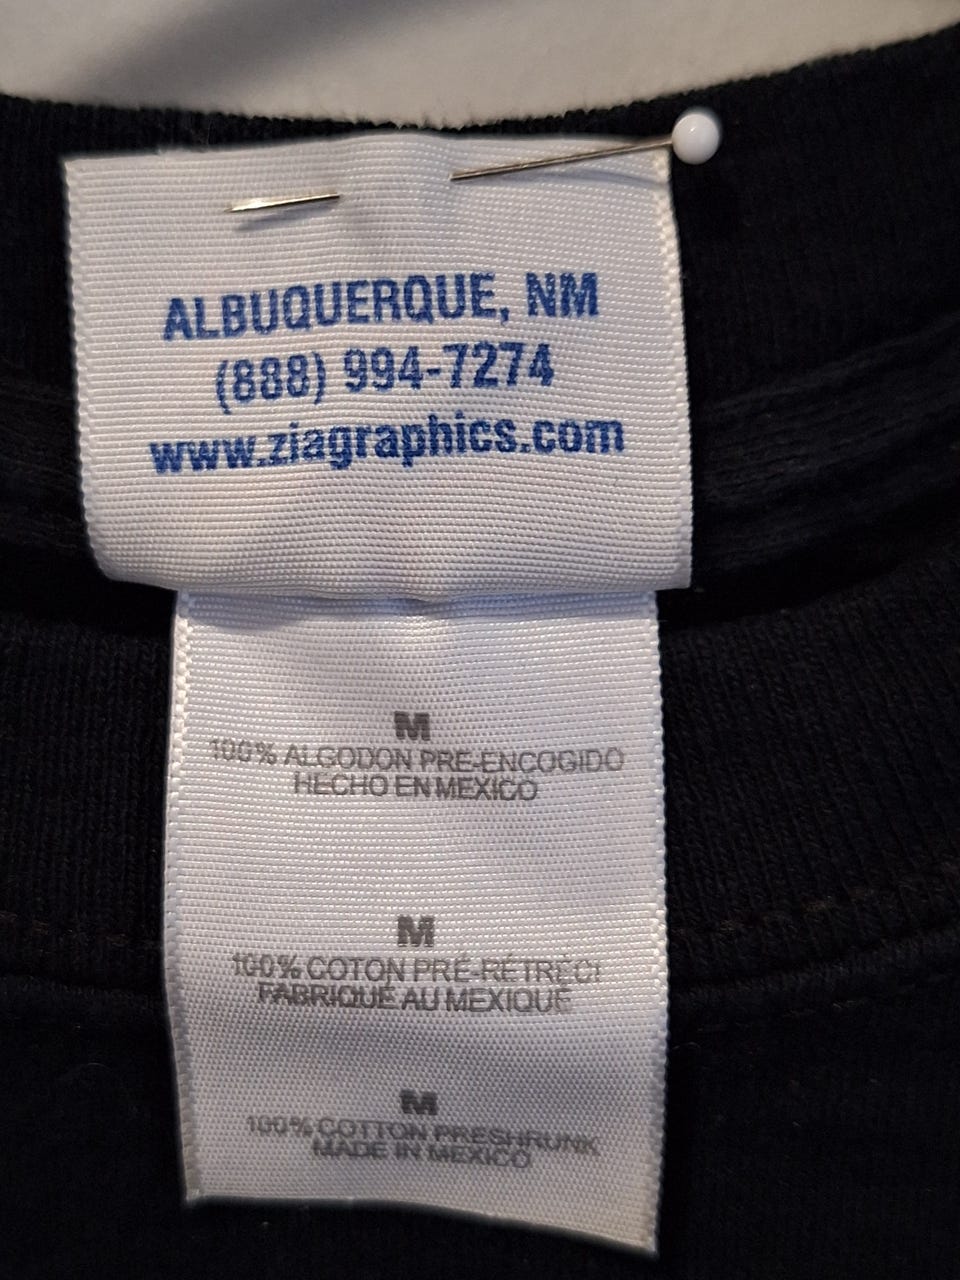 ALBUQUERQUE, NM
(888) 994-7274
www.ziagraphics.com
M
100% ALGODON PRE-ENCOGIDO
HECHO EN MEXICO
M
100% COTON PRÉ-RÉTRÉCI
FABRIQUÉ AU MEXIQUE
M
100% COTTON PRESHRUNK
MADE IN MEXICO